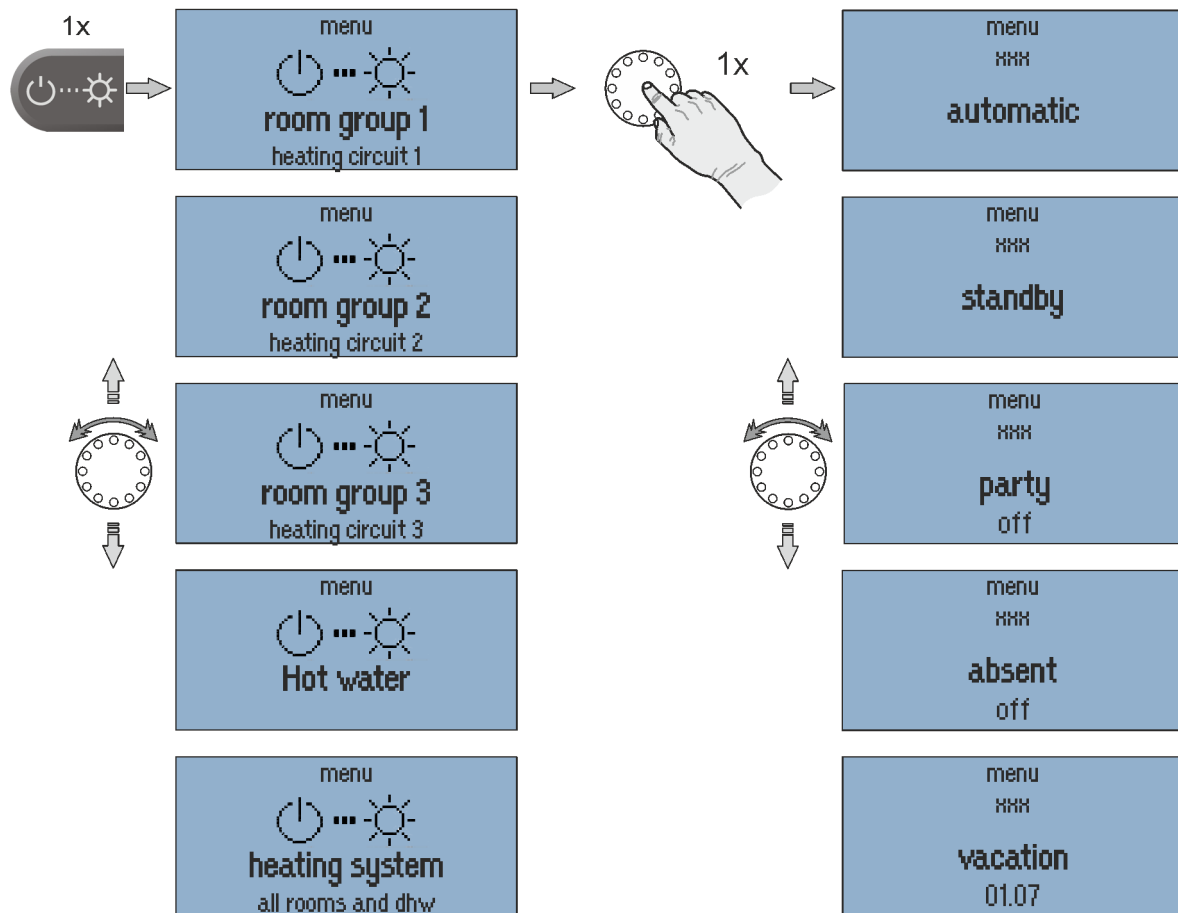 1x
menu
room group 1
heating circuit 1
1x
menu
xxx
automatic
menu
room group 2
heating circuit 2
menu
xxx
standby
menu
room group 3
heating circuit 3
menu
xxx
party
off
menu
Hot water
menu
xxx
absent
off
menu
heating system
all rooms and dhw
menu
xxx
vacation
01.07